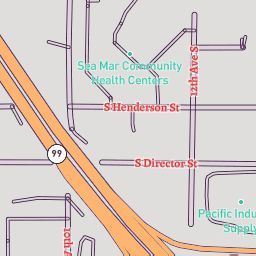 Sea Mar Community
Health Centers
12th Ave S
S Henderson St
99
S Director St
Pacific Indu
Supply
10th A